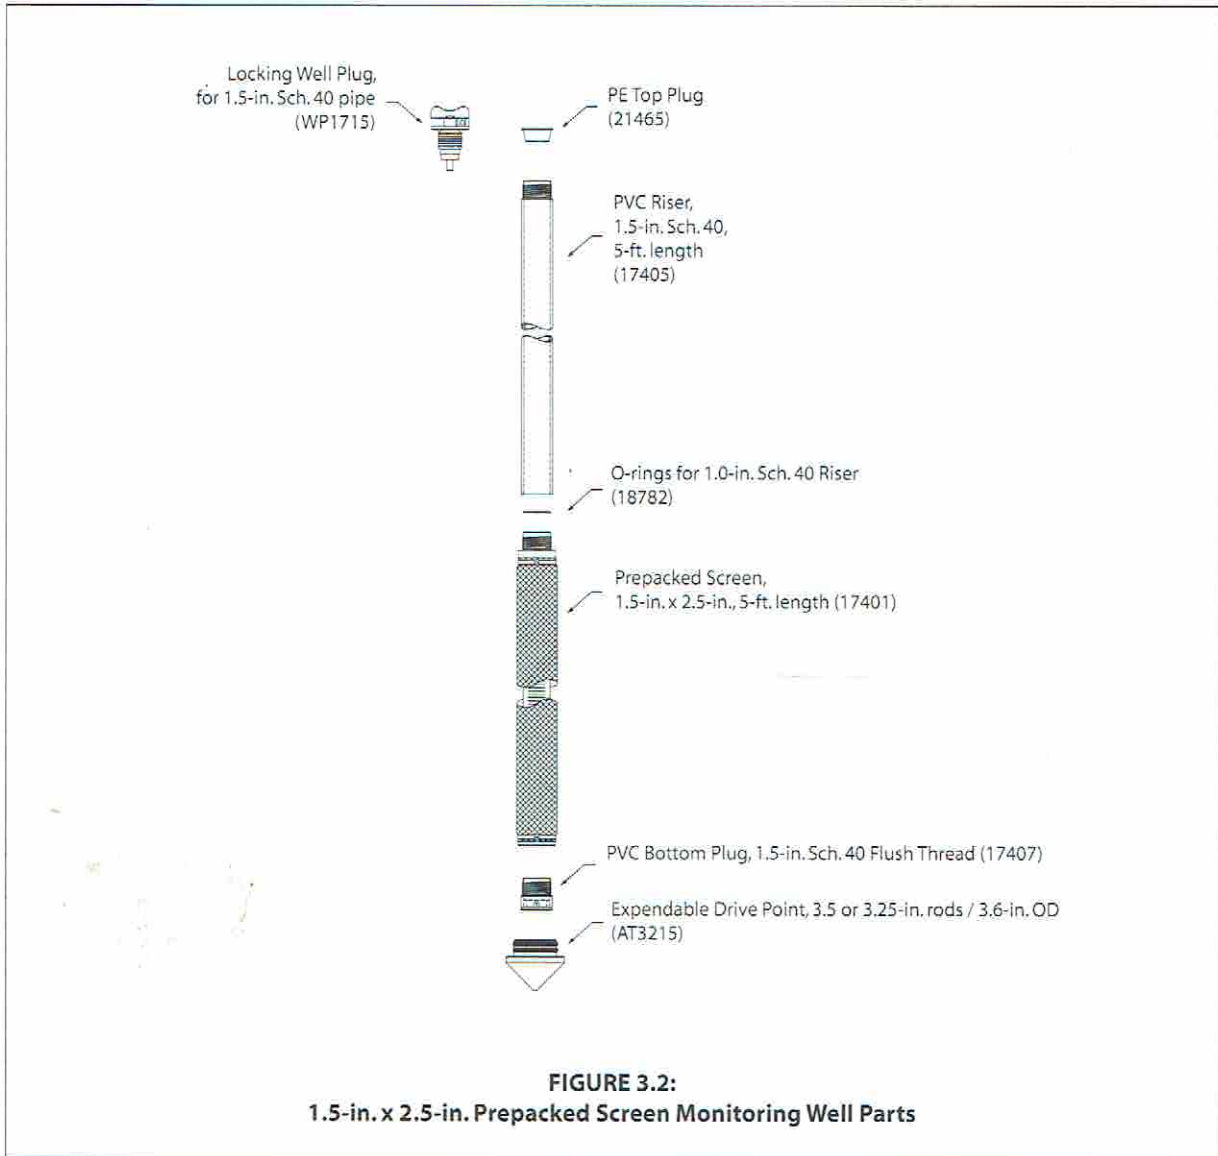 Locking Well Plug,
for 1.5-in. Sch. 40 pipe
(WP1715)
PE Top Plug
(21465)
PVC Riser,
1.5-in. Sch. 40,
5-ft. length
(17405)
O-rings for 1.0-in. Sch. 40 Riser
(18782)
Prepacked Screen,
1.5-in. x 2.5-in., 5-ft. length (17401)
PVC Bottom Plug, 1.5-in. Sch. 40 Flush Thread (17407)
Expendable Drive Point, 3.5 or 3.25-in. rods / 3.6-in. OD
(AT3215)
FIGURE 3.2:
1.5-in. x 2.5-in. Prepacked Screen Monitoring Well Parts